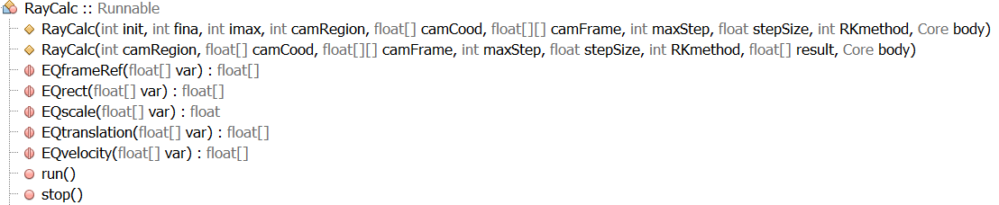 RayCalc :: Runnable
RayCalc(int init, int fina, int imax, int camRegion, float[] camCood, float[][] camFrame, int maxStep, float stepSize, int RKmethod, Core body)
RayCalc(int camRegion, float[] camCood, float[][] camFrame, int maxStep, float stepSize, int RKmethod, float[] result, Core body)
EQframeRef(float[] var) : float[]
EQrect(float[] var) : float[]
EQscale(float[] var) : float
EQtranslation(float[] var) : float[]
EQvelocity(float[] var) : float[]
run()
stop()